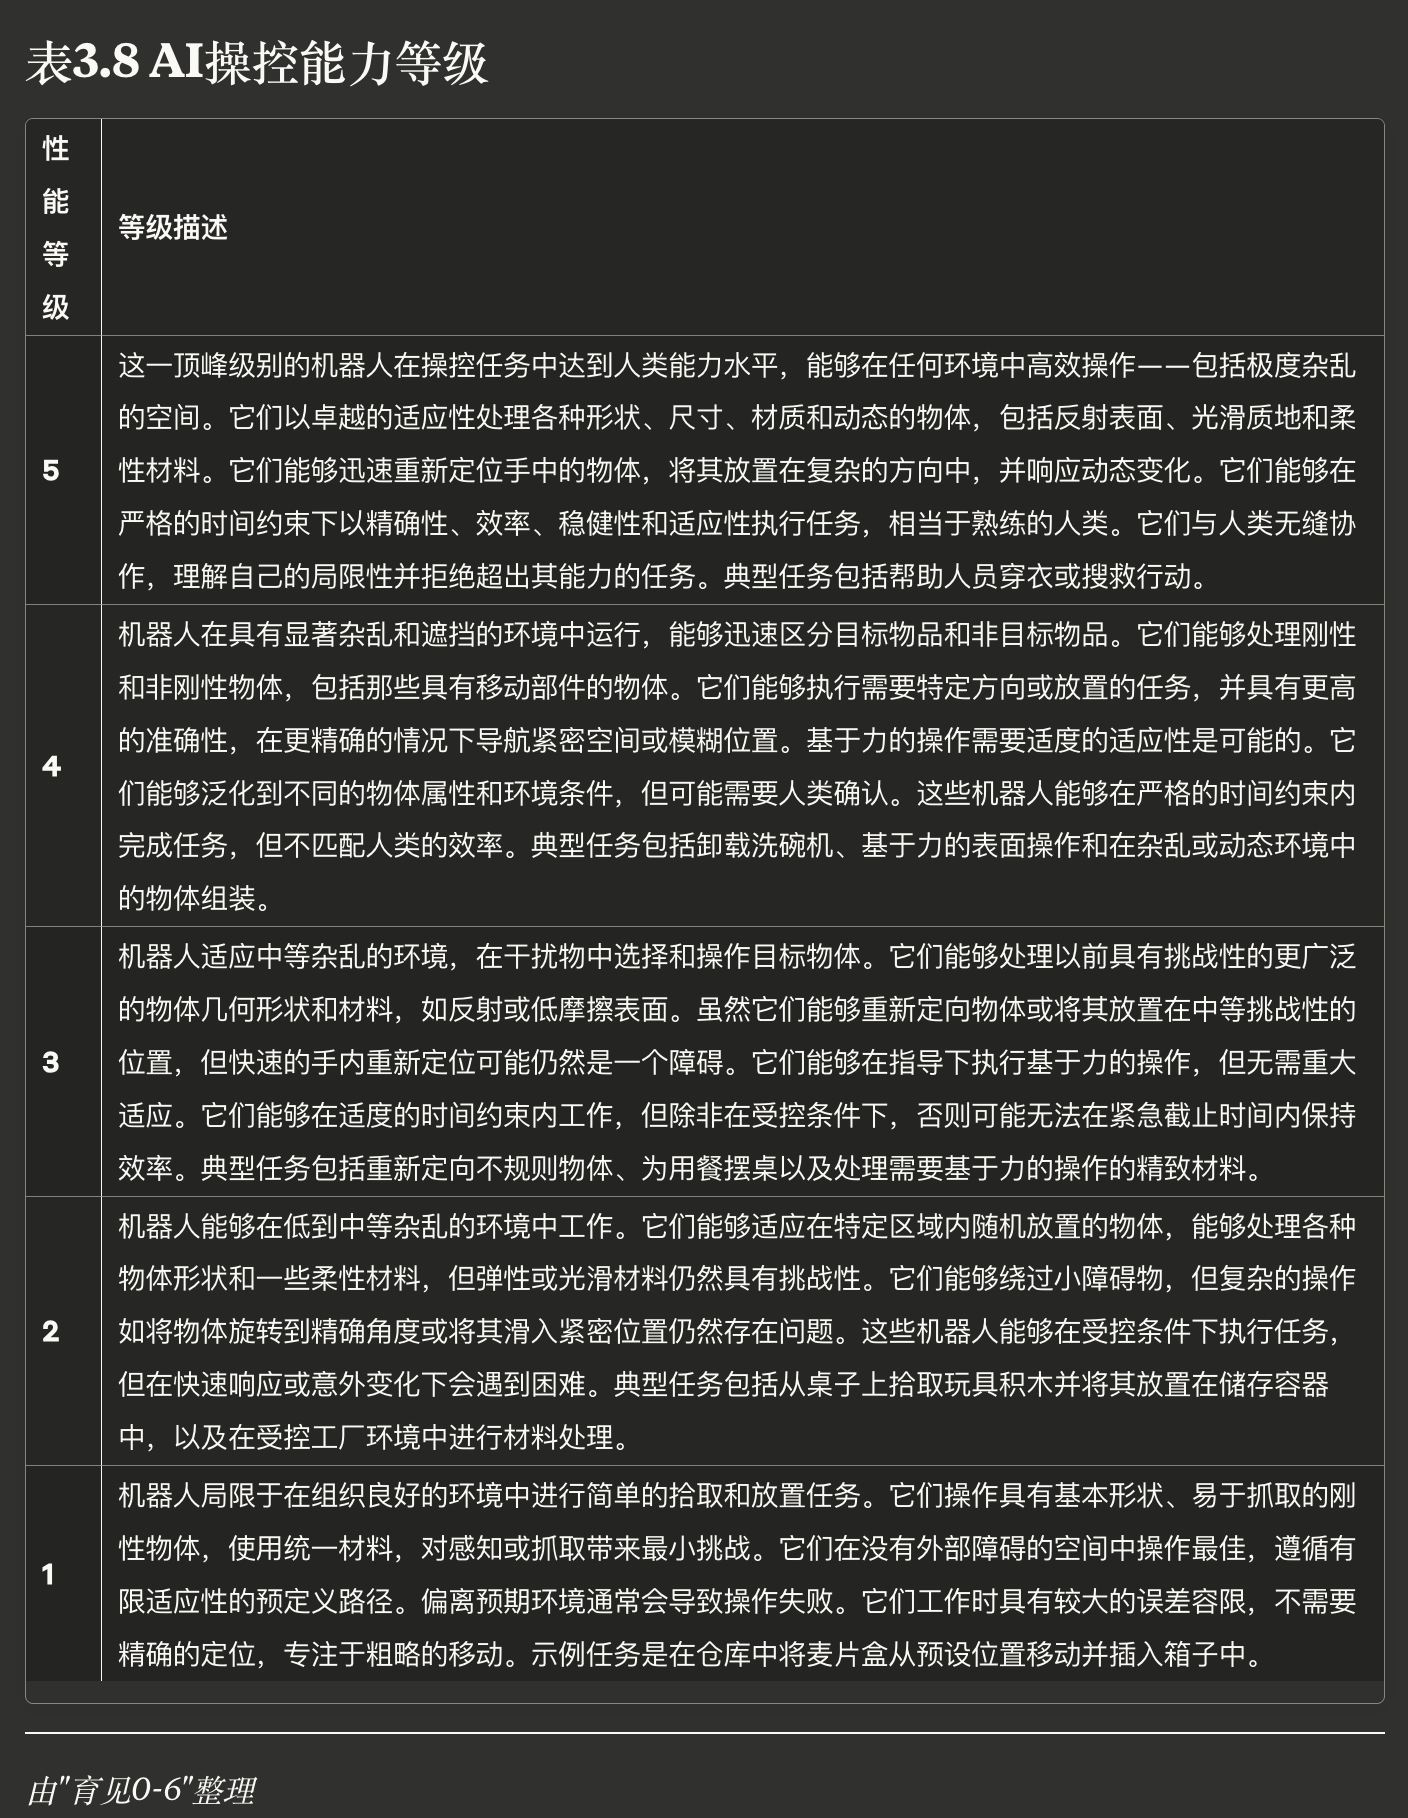 表3.8 AI操控能力等级
性
能
等
级
等级描述
5
这一顶峰级别的机器人在操控任务中达到人类能力水平，能够在任何环境中高效操作——包括极度杂乱
的空间。它们以卓越的适应性处理各种形状、尺寸、材质和动态的物体，包括反射表面、光滑质地和柔
性材料。它们能够迅速重新定位手中的物体，将其放置在复杂的方向中，并响应动态变化。它们能够在
严格的时间约束下以精确性、效率、稳健性和适应性执行任务，相当于熟练的人类。它们与人类无缝协
作，理解自己的局限性并拒绝超出其能力的任务。典型任务包括帮助人员穿衣或搜救行动。
4
机器人在具有显著杂乱和遮挡的环境中运行，能够迅速区分目标物品和非目标物品。它们能够处理刚性
和非刚性物体，包括那些具有移动部件的物体。它们能够执行需要特定方向或放置的任务，并具有更高
的准确性，在更精确的情况下导航紧密空间或模糊位置。基于力的操作需要适度的适应性是可能的。它
们能够泛化到不同的物体属性和环境条件，但可能需要人类确认。这些机器人能够在严格的时间约束内
完成任务，但不匹配人类的效率。典型任务包括卸载洗碗机、基于力的表面操作和在杂乱或动态环境中
的物体组装。
3
机器人适应中等杂乱的环境，在干扰物中选择和操作目标物体。它们能够处理以前具有挑战性的更广泛
的物体几何形状和材料，如反射或低摩擦表面。虽然它们能够重新定向物体或将其放置在中等挑战性的
位置，但快速的手内重新定位可能仍然是一个障碍。它们能够在指导下执行基于力的操作，但无需重大
适应。它们能够在适度的时间约束内工作，但除非在受控条件下，否则可能无法在紧急截止时间内保持
效率。典型任务包括重新定向不规则物体、为用餐摆桌以及处理需要基于力的操作的精致材料。
2
机器人能够在低到中等杂乱的环境中工作。它们能够适应在特定区域内随机放置的物体，能够处理各种
物体形状和一些柔性材料，但弹性或光滑材料仍然具有挑战性。它们能够绕过小障碍物，但复杂的操作
如将物体旋转到精确角度或将其滑入紧密位置仍然存在问题。这些机器人能够在受控条件下执行任务，
但在快速响应或意外变化下会遇到困难。典型任务包括从桌子上拾取玩具积木并将其放置在储存容器
中，以及在受控工厂环境中进行材料处理。
1
机器人局限于在组织良好的环境中进行简单的拾取和放置任务。它们操作具有基本形状、易于抓取的刚
性物体，使用统一材料，对感知或抓取带来最小挑战。它们在没有外部障碍的空间中操作最佳，遵循有
限适应性的预定义路径。偏离预期环境通常会导致操作失败。它们工作时具有较大的误差容限，不需要
精确的定位，专注于粗略的移动。示例任务是在仓库中将麦片盒从预设位置移动并插入箱子中。
由"育见0-6"整理